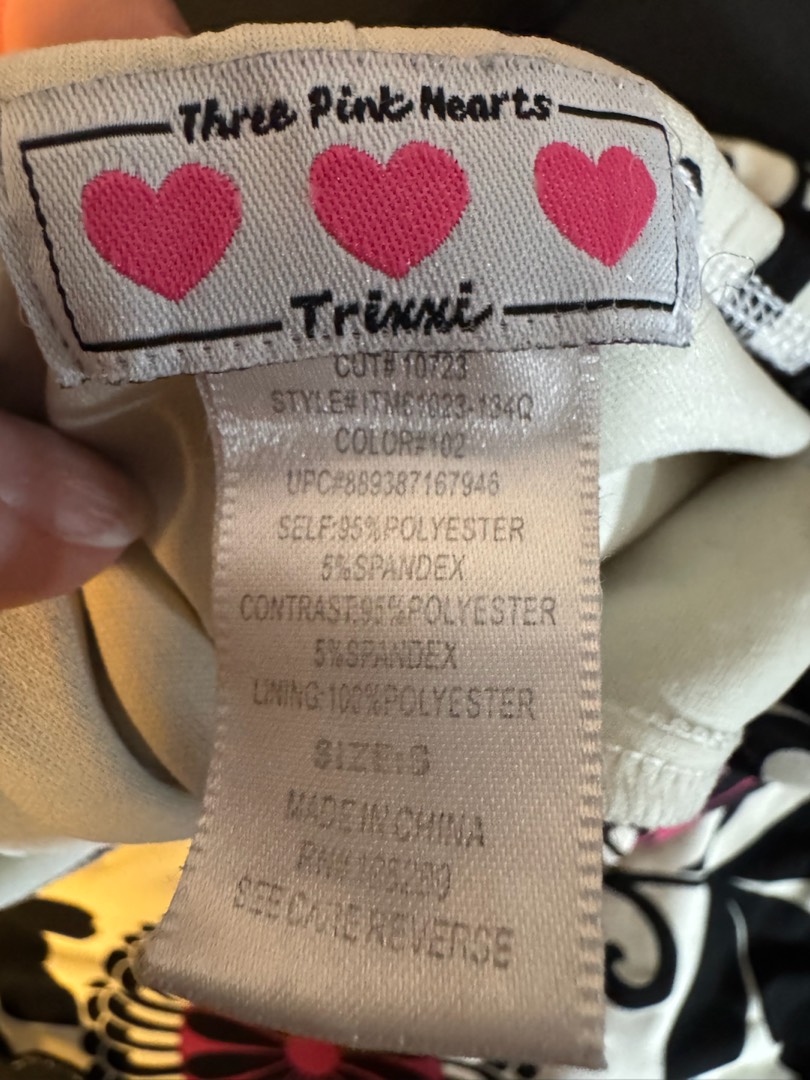 Three Pink Hearts
Trixxi
CUT# 10723
STYLE# ITM61023-134Q
COLOR#102
UPC#889387167946
SELF:95%POLYESTER
5%SPANDEX
CONTRAST:95%POLYESTER
5%SPANDEX
LINING:100%POLYESTER
SIZE:S
MADE IN CHINA
SEE CARE REVERSE